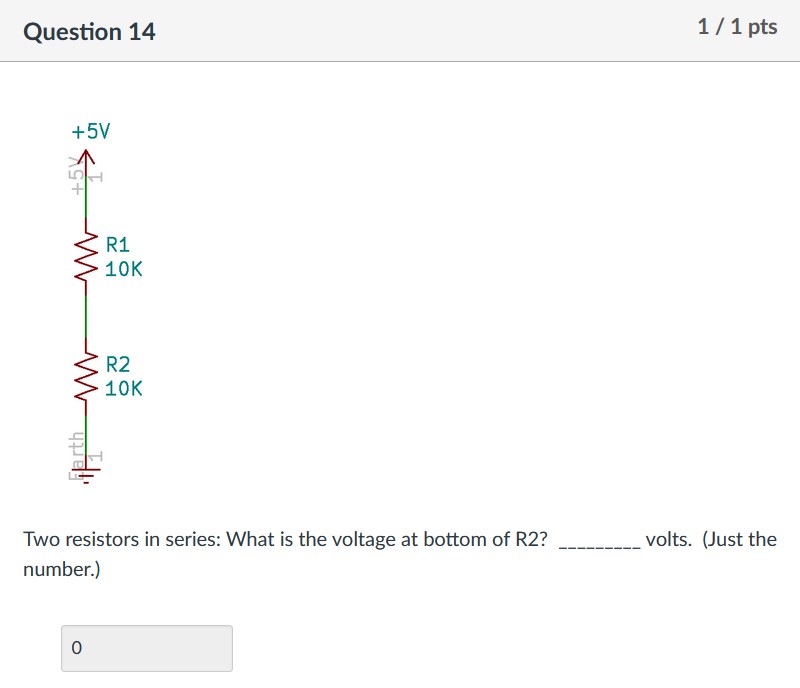 Question 14
1 / 1 pts
+5V
+5V
1
R1
10K
R2
10K
Earth
1
Two resistors in series: What is the voltage at bottom of R2? _________ volts. (Just the
number.)
0